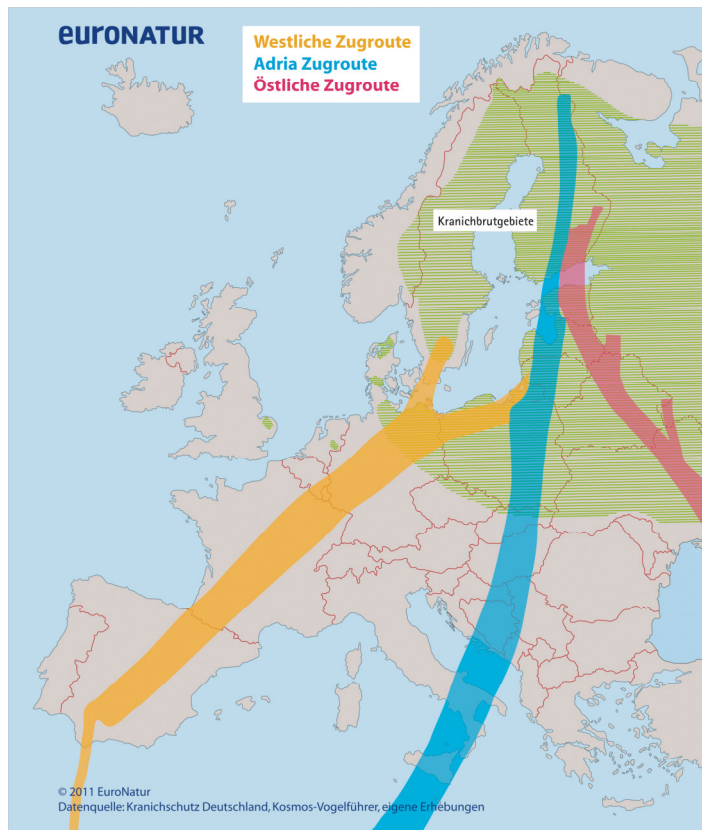 euronatur
Westliche Zugroute
Adria Zugroute
Östliche Zugroute
Kranichbrutgebiete
© 2011 EuroNatur
Datenquelle: Kranichschutz Deutschland, Kosmos-Vogelführer, eigene Erhebungen